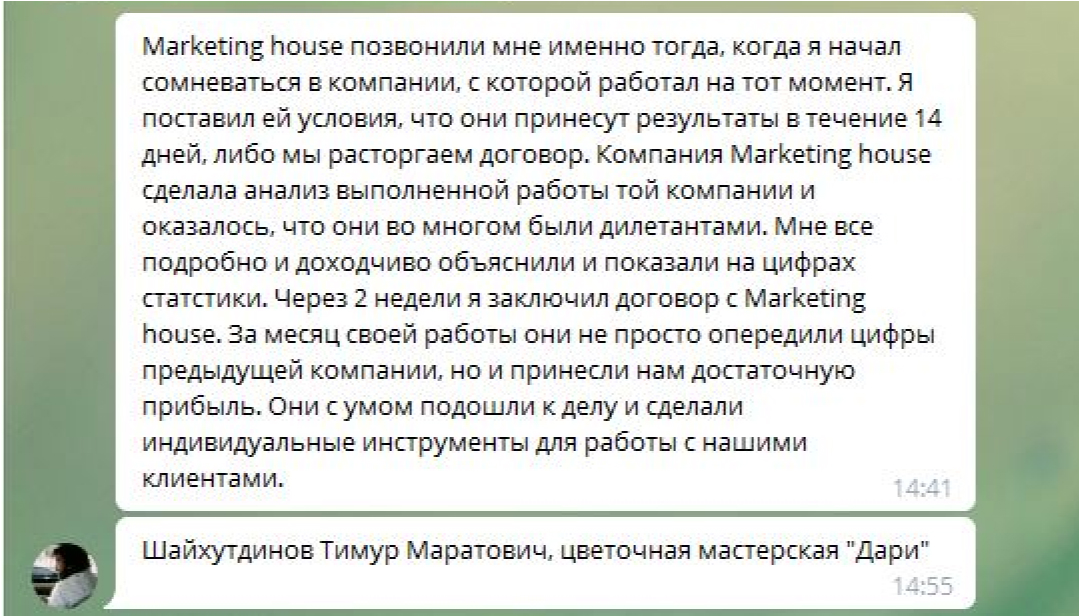 Marketing house позвонили мне именно тогда, когда я начал
сомневаться в компании, с которой работал на тот момент. Я
поставил ей условия, что они принесут результаты в течение 14
дней, либо мы расторгаем договор. Компания Marketing house
сделала анализ выполненной работы той компании и
оказалось, что они во многом были дилетантами. Мне все
подробно и доходчиво объяснили и показали на цифрах
статстики. Через 2 недели я заключил договор с Marketing
house. За месяц своей работы они не просто опередили цифры
предыдущей компании, но и принесли нам достаточную
прибыль. Они с умом подошли к делу и сделали
индивидуальные инструменты для работы с нашими
клиентами.
14:41
Шайхутдинов Тимур Маратович, цветочная мастерская "Дари"
14:55